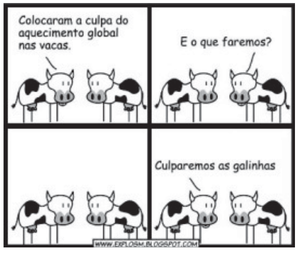 Colocaram a culpa do
aquecimento global
nas vacas.
E o que faremos?
Culparemos as galinhas
WWW.EXPLOSM.BLOGSPOT.COM